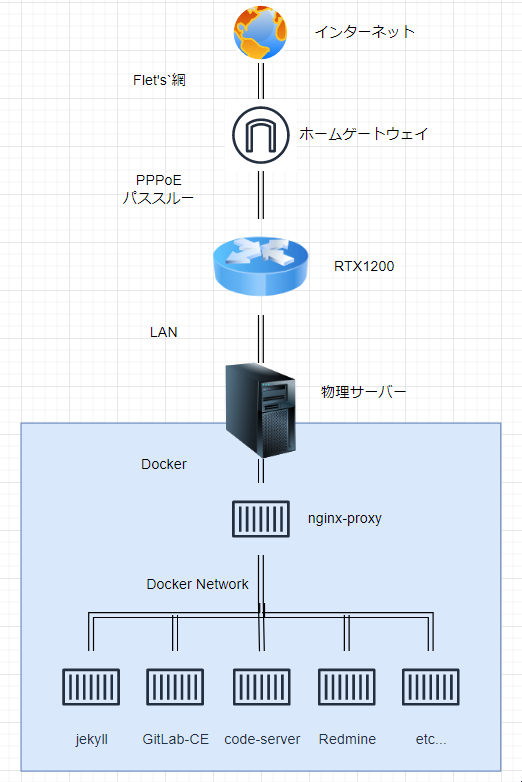 インターネット
Flet's`網
ホームゲートウェイ
PPPoE
パススルー
RTX1200
LAN
物理サーバー
Docker
nginx-proxy
Docker Network
jekyll
GitLab-CE
code-server
Redmine
etc...